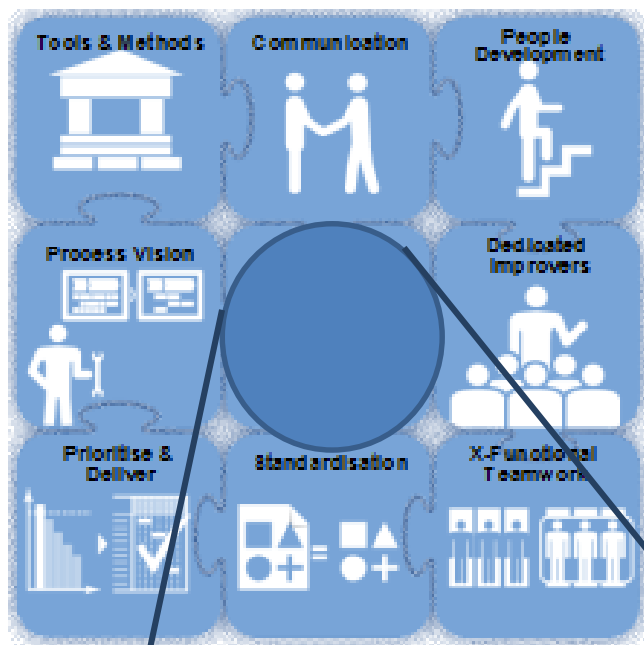 Tools & Methods
Communication
People
Development
Process Vision
Dedicated
Improvers
Prioritise &
Deliver
Standardisation
X-Functional
Teamwork